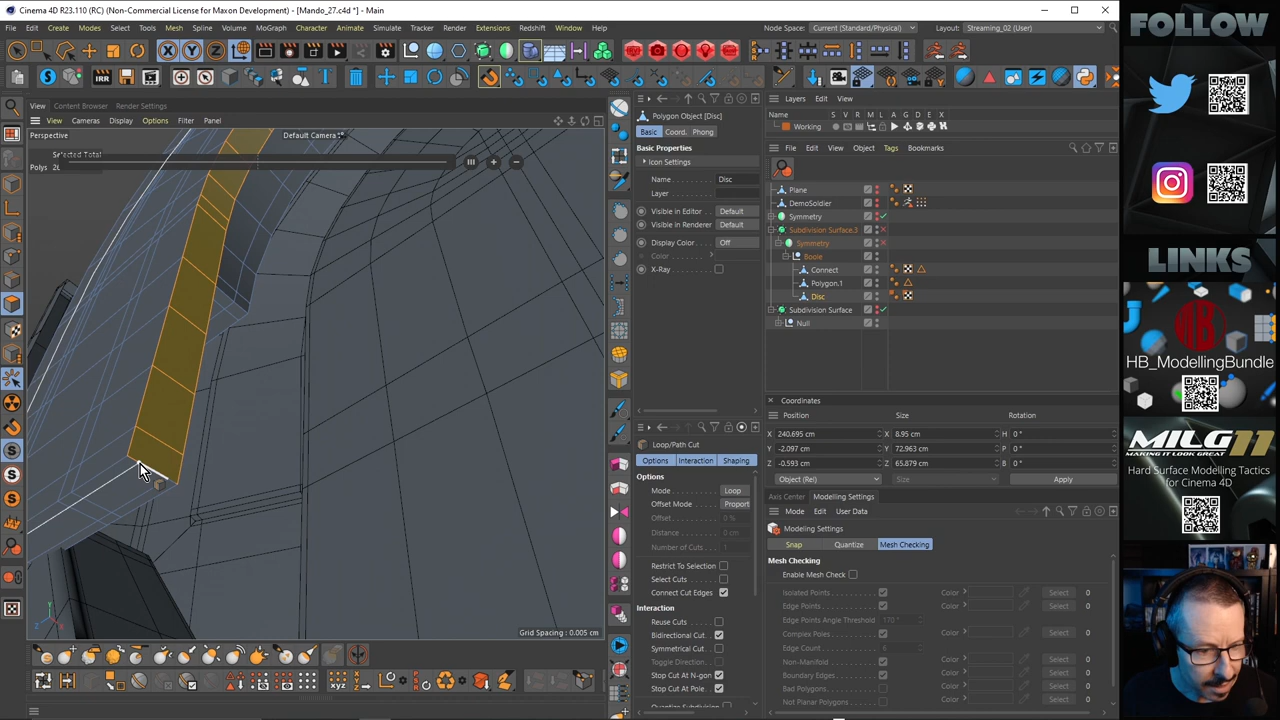 Cinema 4D R23.110 (RC) (Non-Commercial License for Maxon Development) - [Mando_27.c4d *] - Main
File Edit Create Modes Select Tools Mesh Spline Volume MoGraph Character Animate Simulate Tracker Render Extensions Window Help
Node Space: Current (Standard/Physical) Layout: Streaming_02 (User)
View Content Browser Render Settings
View Cameras Display Options Filter Panel
Perspective
Default Camera
Selected Total
Polys
Grid Spacing : 0.005 cm
Mode Edit User Data
Polygon Object [Disc]
Basic Coord. Phong
Basic Properties
Icon Settings
Name Disc
Layer
Visible in Editor Default
Visible in Renderer Default
Display Color Off
Color
X-Ray
Loop/Path Cut
Options Interaction Shaping
Options
Mode Loop
Offset Mode Proport
Offset 0 %
Distance 0 cm
Number of Cuts 1
Restrict To Selection
Select Cuts
Connect Cut Edges
Interaction
Reuse Cuts
Bidirectional Cut
Symmetrical Cut
Toggle Direction
Stop Cut At N-gon
Stop Cut At Pole
Layers Edit View
Name S V R M L A G D E X
Working
File Edit View Object Tags Bookmarks
Plane
DemoSoldier
Symmetry
Subdivision Surface.3
Symmetry
Boole
Connect
Polygon.1
Disc
Subdivision Surface
Null
Coordinates
Position Size Rotation
X 240.695 cm X 8.95 cm H 0 °
Y -2.097 cm Y 72.963 cm P 0 °
Z -0.593 cm Z 65.879 cm B 0 °
Object (Rel) Size Apply
Axis Center Modeling Settings
Mode Edit User Data
Modeling Settings
Snap Quantize Mesh Checking
Mesh Checking
Enable Mesh Check
Isolated Points Color Select 0
Edge Points Color Select 0
Edge Points Angle Threshold 170 °
Complex Poles Color Select 0
Edge Count 6
Non-Manifold Color Select 0
Boundary Edges Color Select 0
Bad Polygons Color Select 0
Not Planar Polygons Color Select 0
FOLLOW
LINKS
HB
HB_ModellingBundle
MILG11
MAKING IT LOOK GREAT
Hard Surface Modelling Tactics
for Cinema 4D